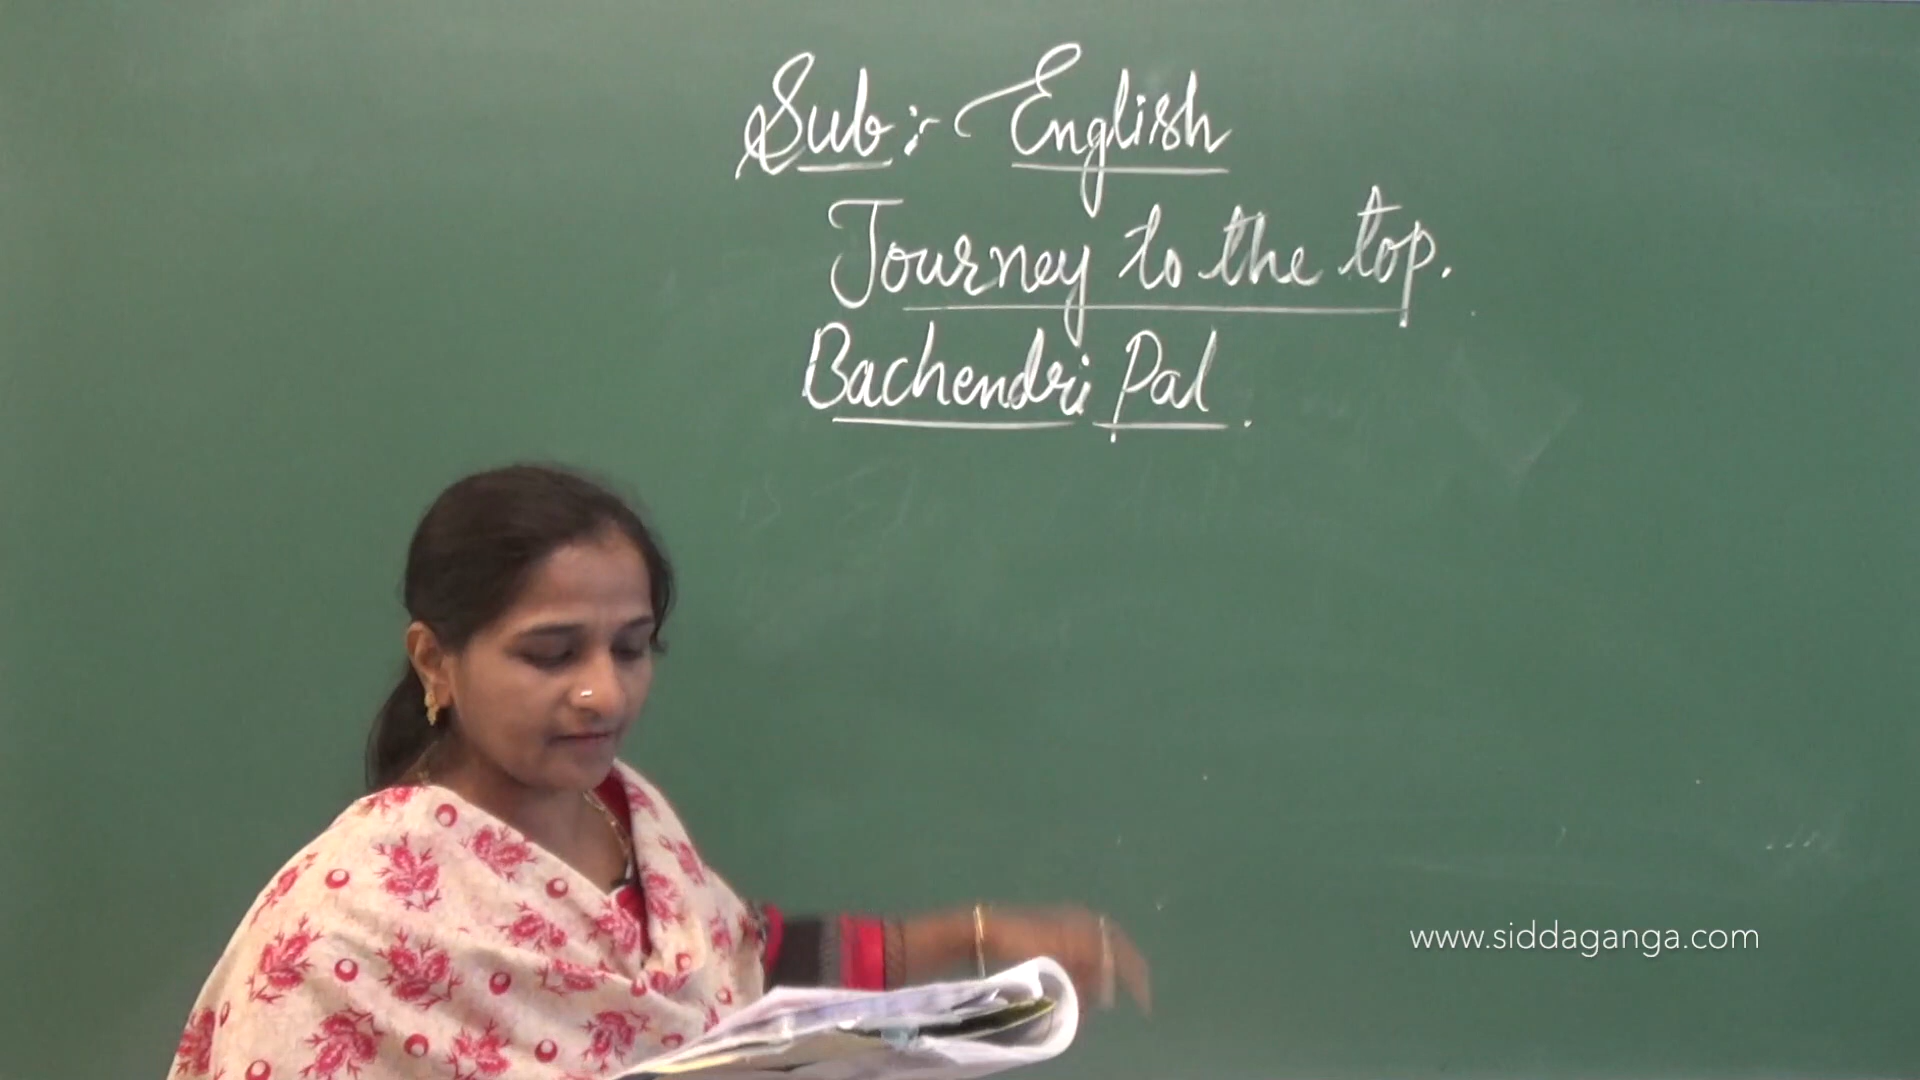 Sub:- English
Journey to the top.
Bachendri Pal.
www.siddaganga.com